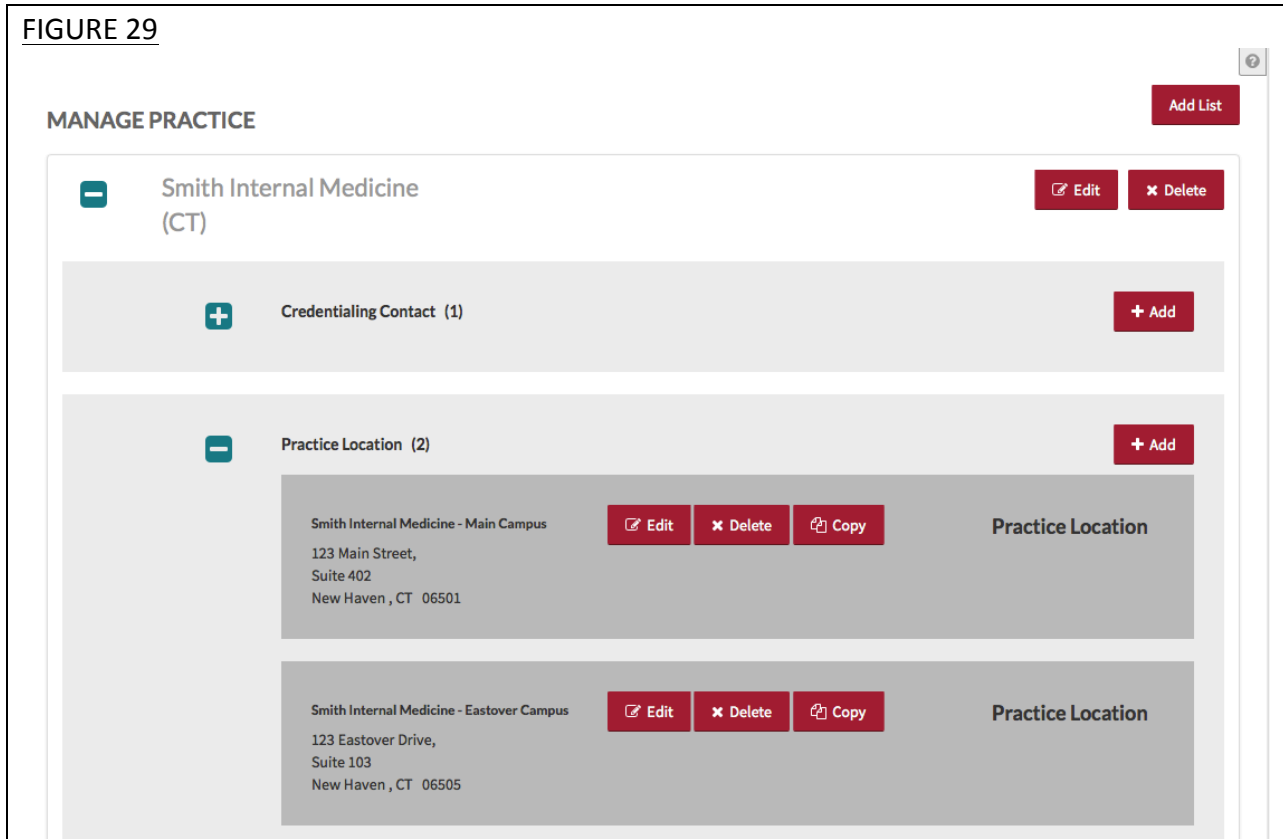 FIGURE 29
Add List
MANAGE PRACTICE
Smith Internal Medicine
(CT)
Edit
Delete
Credentialing Contact (1)
Add
Practice Location (2)
Add
Smith Internal Medicine - Main Campus
Edit
Delete
Copy
Practice Location
123 Main Street,
Suite 402
New Haven , CT 06501
Smith Internal Medicine - Eastover Campus
Edit
Delete
Copy
Practice Location
123 Eastover Drive,
Suite 103
New Haven , CT 06505